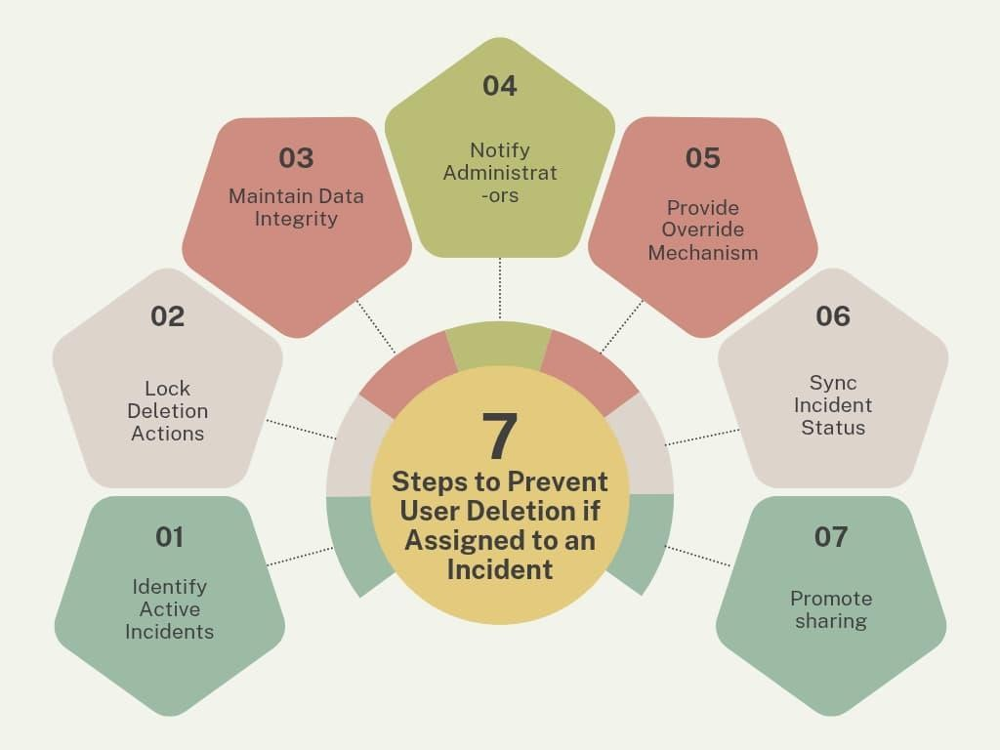 04
Notify
Administrat
-ors
03
Maintain Data
Integrity
05
Provide
Override
Mechanism
02
Lock
Deletion
Actions
06
Sync
Incident
Status
7
Steps to Prevent
User Deletion if
Assigned to an
Incident
01
Identify
Active
Incidents
07
Promote
sharing